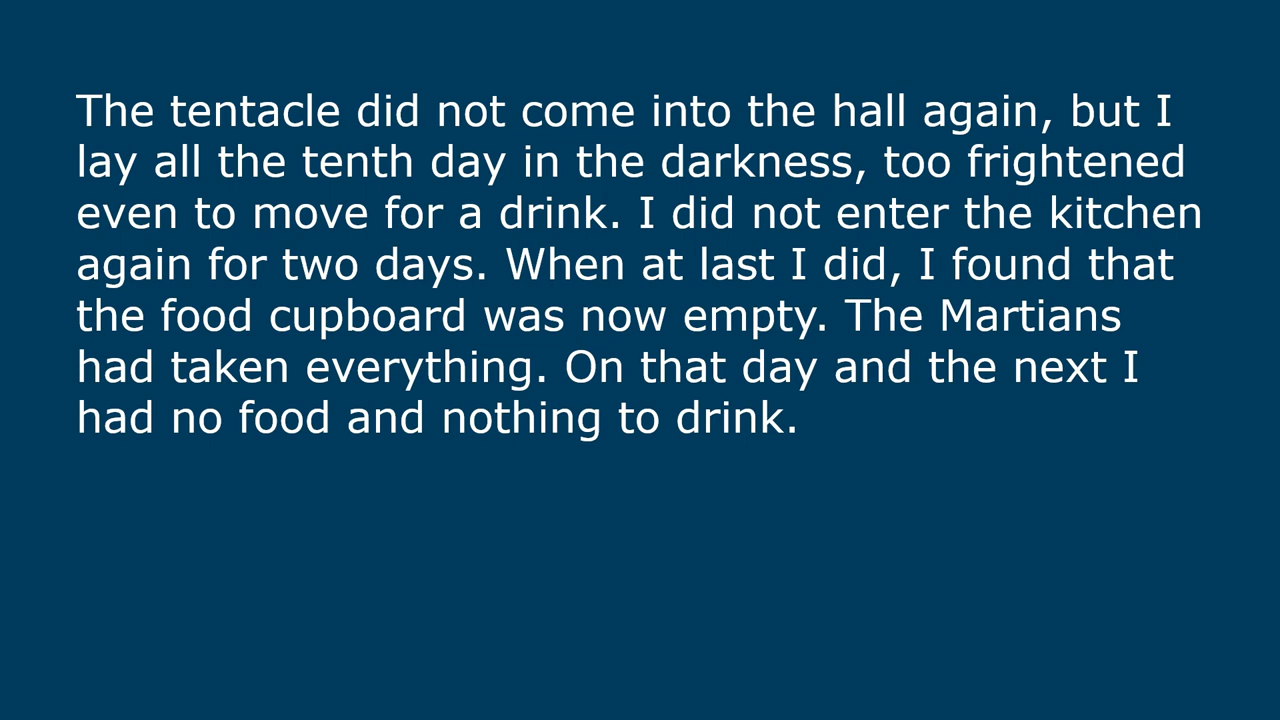 The tentacle did not come into the hall again, but I
lay all the tenth day in the darkness, too frightened
even to move for a drink. I did not enter the kitchen
again for two days. When at last I did, I found that
the food cupboard was now empty. The Martians
had taken everything. On that day and the next I
had no food and nothing to drink.